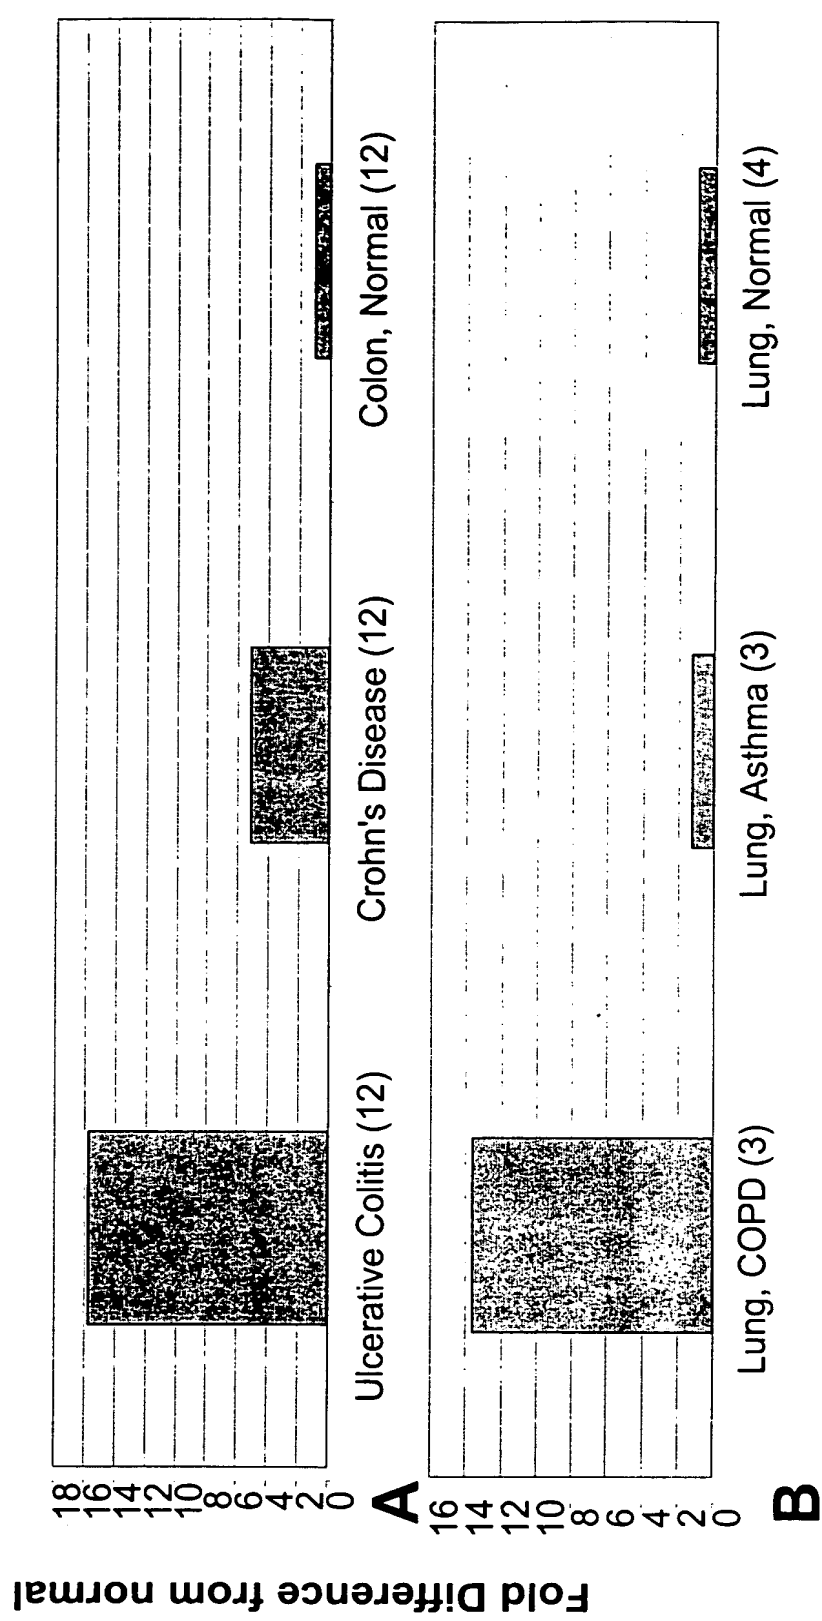 Fold Difference from normal
18
16
14
12
10
8
6
4
2
0
Ulcerative Colitis (12)
Crohn's Disease (12)
Colon, Normal (12)
A
16
14
12
10
8
6
4
2
0
Lung, COPD (3)
Lung, Asthma (3)
Lung, Normal (4)
B